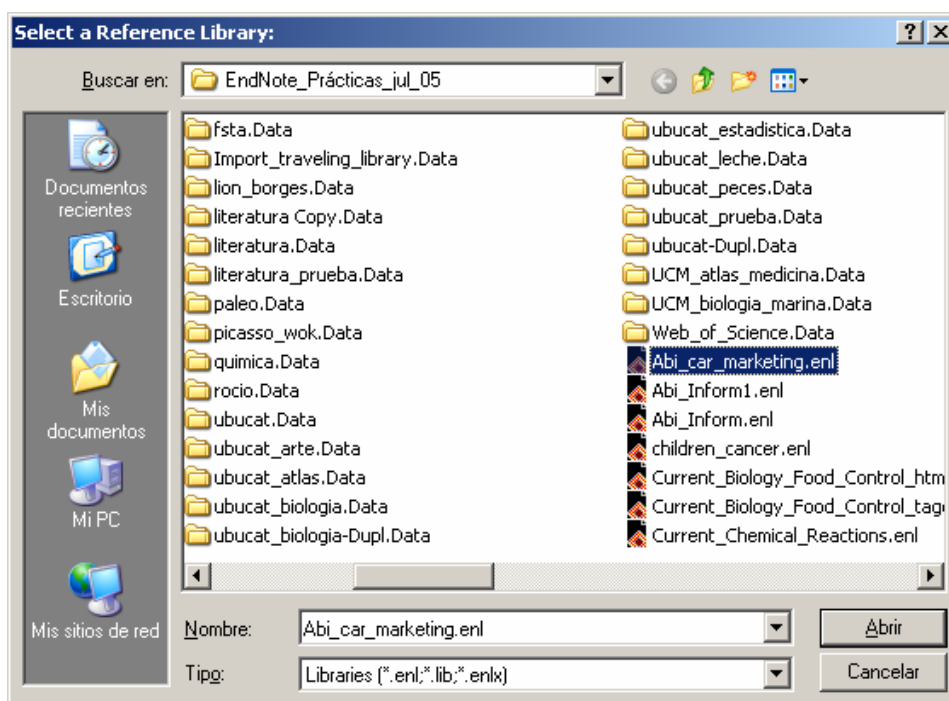 Select a Reference Library:
Buscar en:
EndNote_Prácticas_jul_05
Documentos
recientes
Escritorio
Mis
documentos
Mi PC
Mis sitios de red
fsta.Data
Import_traveling_library.Data
lion_borges.Data
literatura Copy.Data
literatura.Data
literatura_prueba.Data
paleo.Data
picasso_wok.Data
quimica.Data
rocio.Data
ubucat.Data
ubucat_arte.Data
ubucat_atlas.Data
ubucat_biologia.Data
ubucat_biologia-Dupl.Data
ubucat_estadistica.Data
ubucat_leche.Data
ubucat_peces.Data
ubucat_prueba.Data
ubucat-Dupl.Data
UCM_atlas_medicina.Data
UCM_biologia_marina.Data
Web_of_Science.Data
Abi_car_marketing.enl
Abi_Inform1.enl
Abi_Inform.enl
children_cancer.enl
Current_Biology_Food_Control_htm
Current_Biology_Food_Control_tag
Current_Chemical_Reactions.enl
Nombre:
Abi_car_marketing.enl
Abrir
Tipo:
Libraries (*.enl;*.lib;*.enlx)
Cancelar